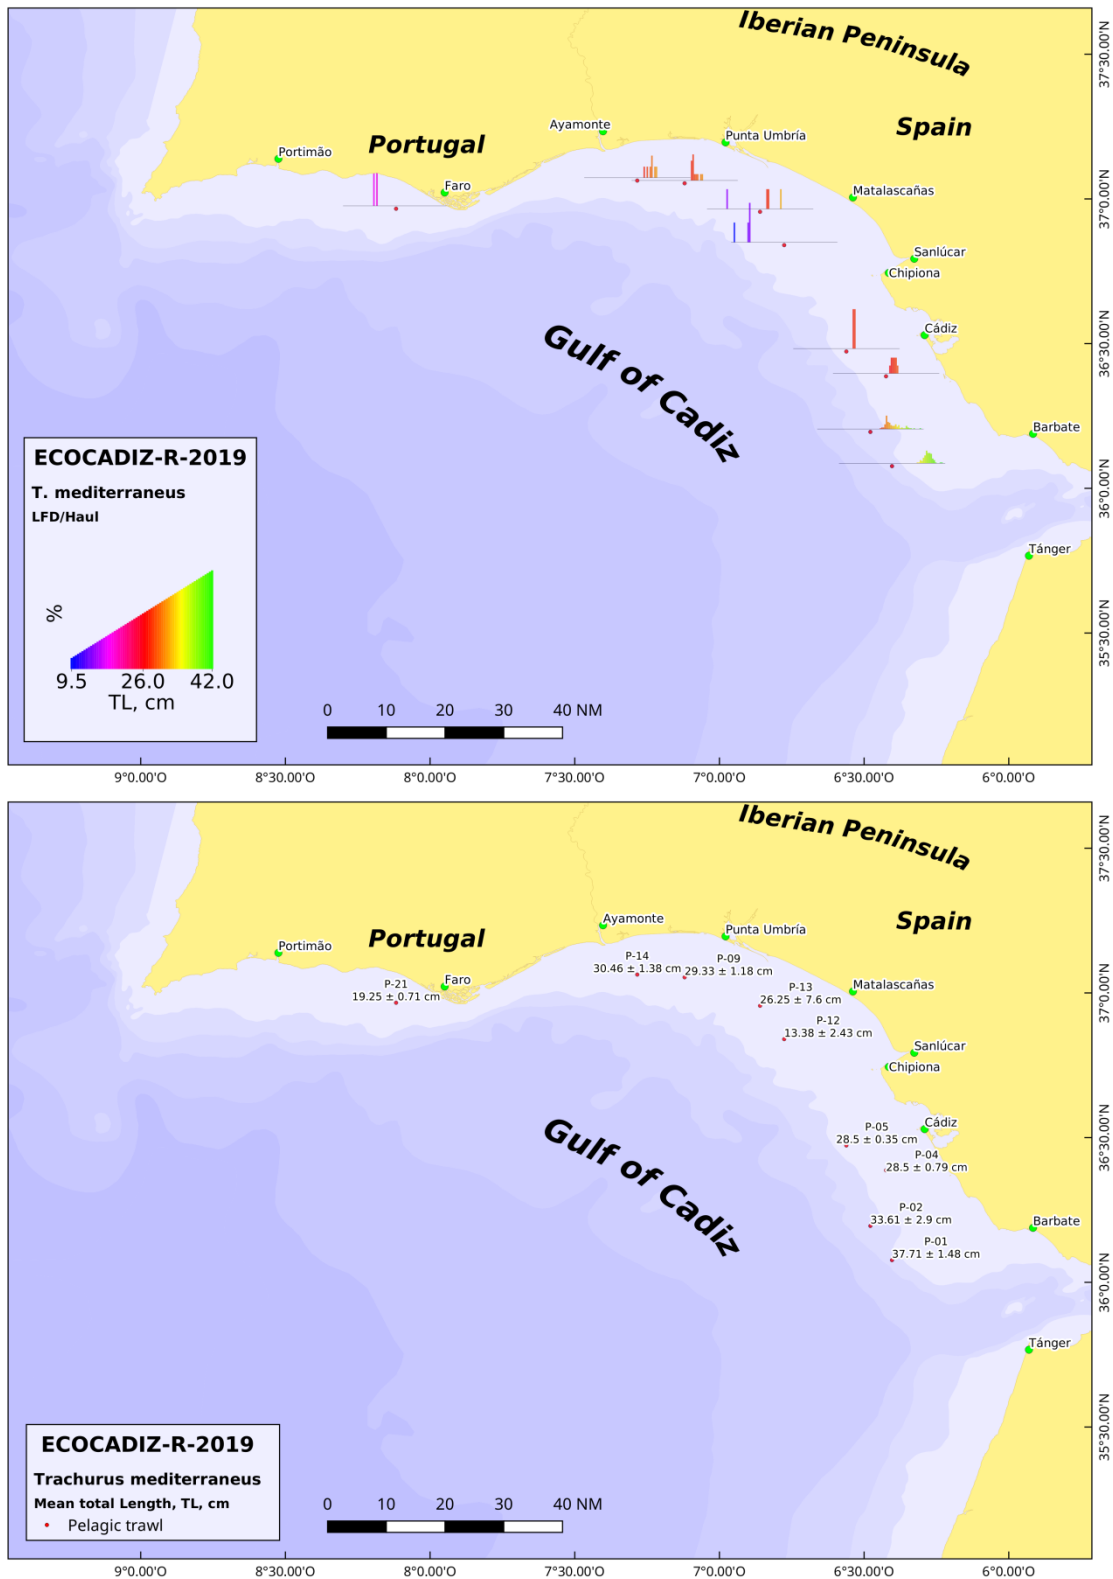 Iberian Peninsula
37°30.00'N
Ayamonte
Punta Umbría
Spain
Portugal
Portimão
Faro
Matalascañas
37°0.00'N
Sanlúcar
Chipiona
Cádiz
36°30.00'N
Gulf of Cadiz
Barbate
36°0.00'N
Tánger
35°30.00'N
ECOCADIZ-R-2019
T. mediterraneus
LFD/Haul
%
9.5 26.0 42.0
TL, cm
0 10 20 30 40 NM
9°0.00'O 8°30.00'O 8°0.00'O 7°30.00'O 7°0.00'O 6°30.00'O 6°0.00'O
Iberian Peninsula
37°30.00'N
Ayamonte
Punta Umbría
Spain
Portugal
Portimão
Faro
P-21
19.25 ± 0.71 cm
P-14
30.46 ± 1.38 cm
P-09
29.33 ± 1.18 cm
P-13
26.25 ± 7.6 cm
Matalascañas
37°0.00'N
P-12
13.38 ± 2.43 cm
Sanlúcar
Chipiona
Cádiz
P-05
28.5 ± 0.35 cm
36°30.00'N
P-04
28.5 ± 0.79 cm
Gulf of Cadiz
P-02
33.61 ± 2.9 cm
Barbate
P-01
37.71 ± 1.48 cm
36°0.00'N
Tánger
35°30.00'N
ECOCADIZ-R-2019
Trachurus mediterraneus
Mean total Length, TL, cm
Pelagic trawl
0 10 20 30 40 NM
9°0.00'O 8°30.00'O 8°0.00'O 7°30.00'O 7°0.00'O 6°30.00'O 6°0.00'O